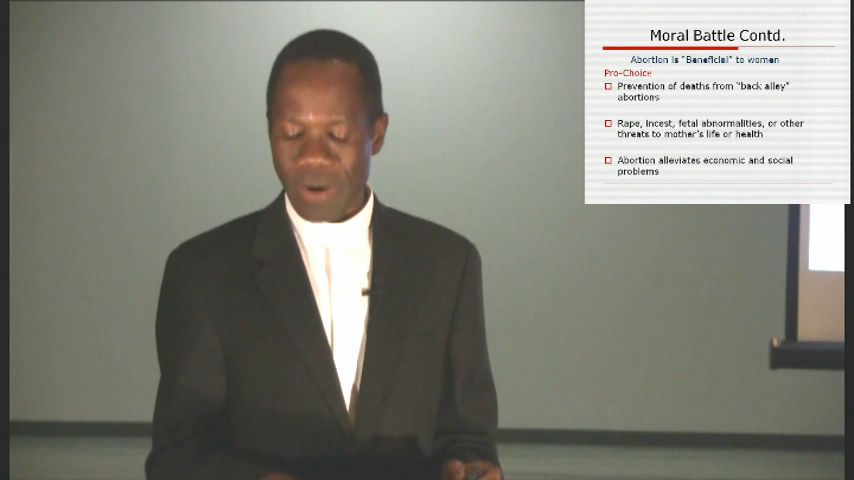 Moral Battle Contd.
Abortion is "Beneficial" to women
Pro-Choice
Prevention of deaths from "back alley"
abortions
Rape, incest, fetal abnormalities, or other
threats to mother's life or health
Abortion alleviates economic and social
problems